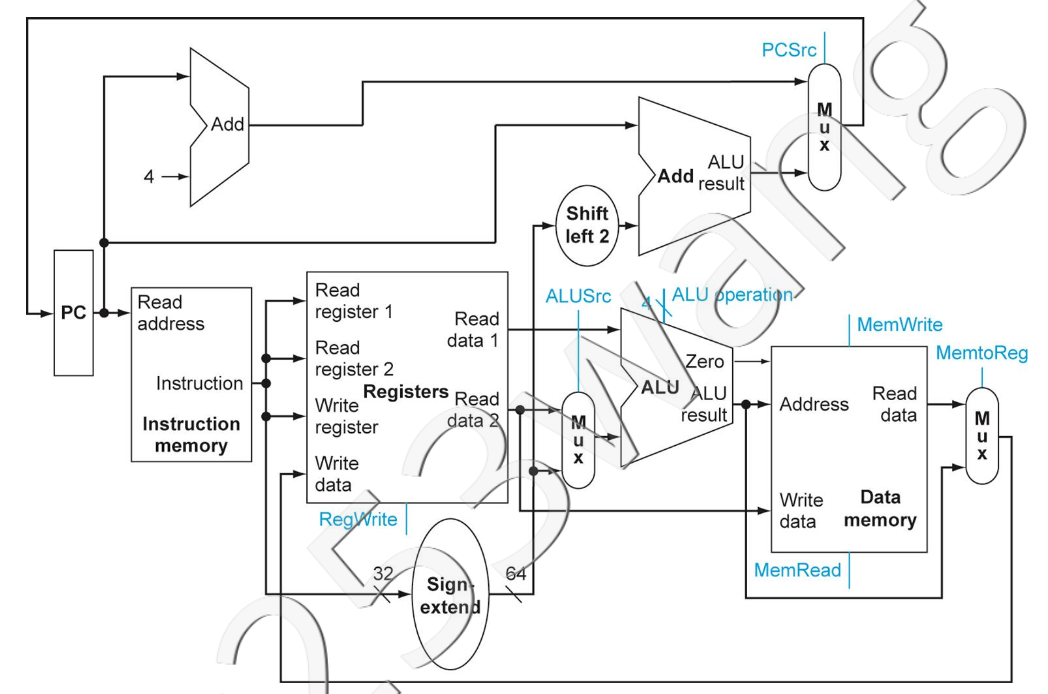 PCSrc
Add
4
Mux
Add
ALU
result
Shift
left 2
PC
Read
address
Instruction
Instruction
memory
Read
register 1
Read
register 2
Write
register
Write
data
Registers
Read
data 1
Read
data 2
RegWrite
ALUSrc
Mux
4
ALU operation
Zero
ALU
ALU
result
MemWrite
Address
Read
data
Write
data
Data
memory
MemRead
MemtoReg
Mux
32
Sign-
extend
64
253wang